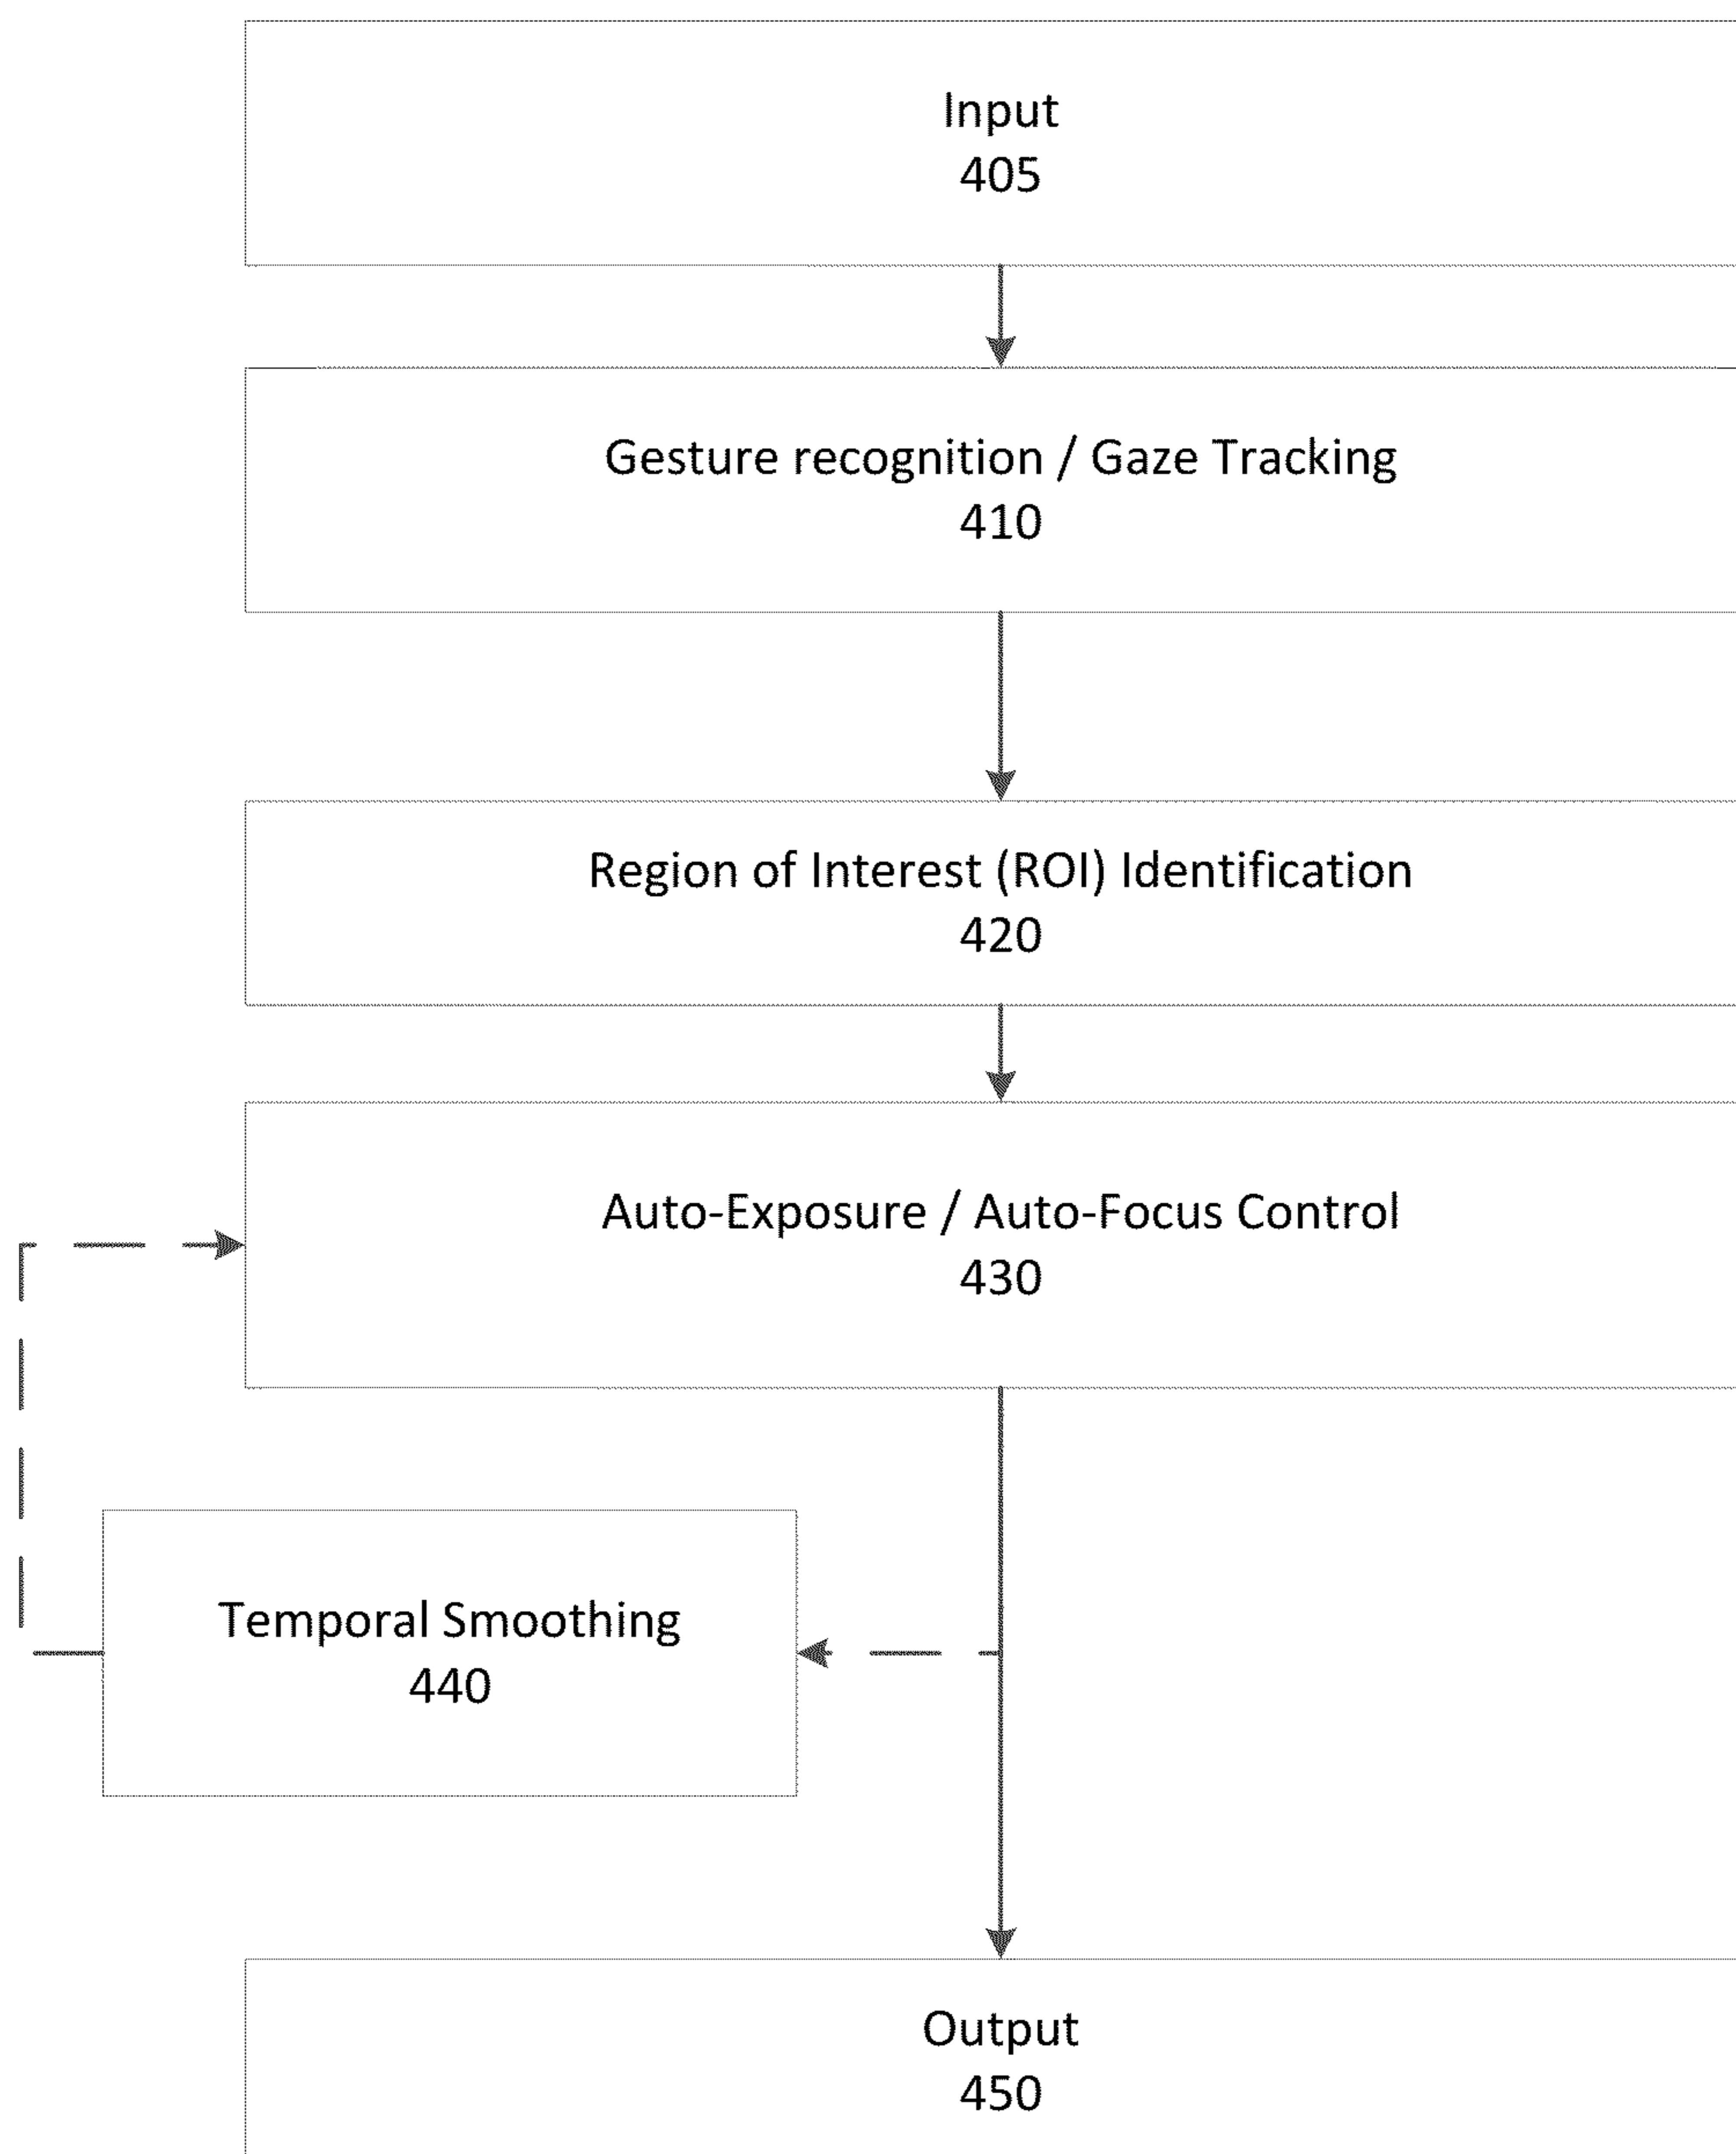 Input
405
Gesture recognition / Gaze Tracking
410
Region of Interest (ROI) Identification
420
Auto-Exposure / Auto-Focus Control
430
Temporal Smoothing
440
Output
450